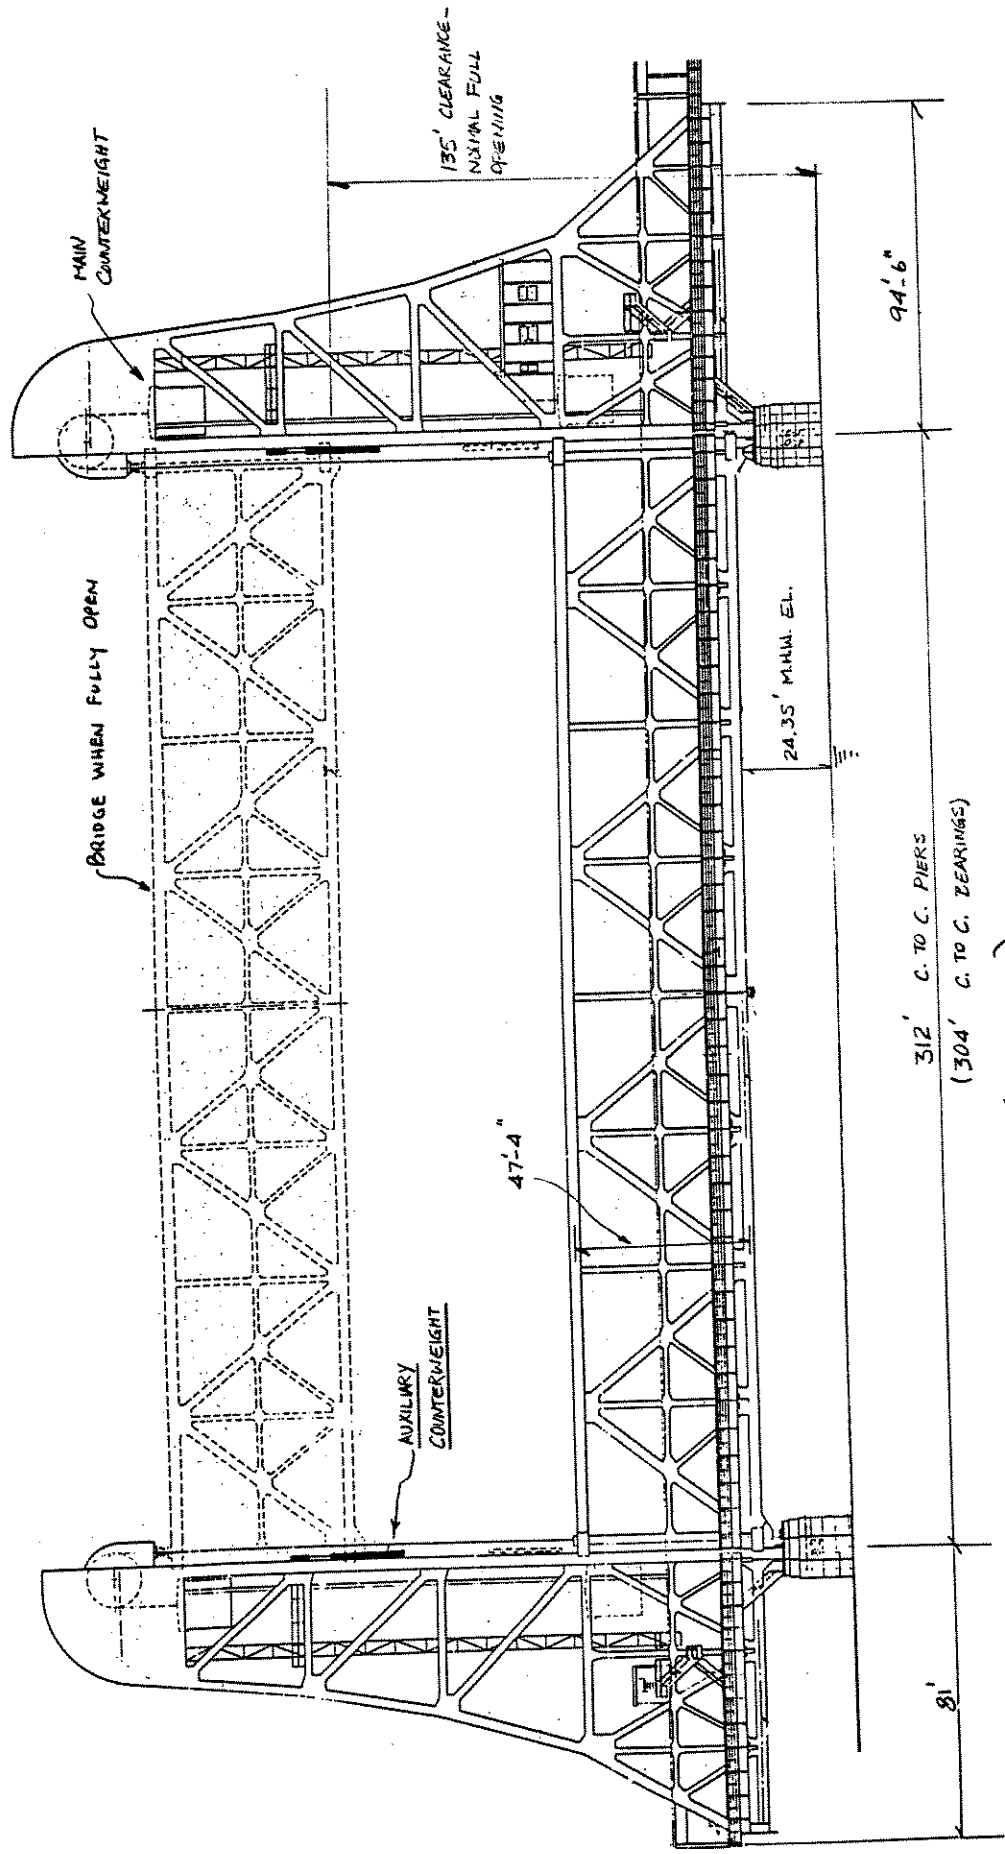 MAIN
COUNTERWEIGHT
135' CLEARANCE -
NORMAL FULL
OPENING
BRIDGE WHEN FULLY OPEN
AUXILIARY
COUNTERWEIGHT
47'-4"
24.35' M.H.W. EL.
94'-6"
312' C. TO C. PIERS
(304' C. TO C. BEARINGS)
81'